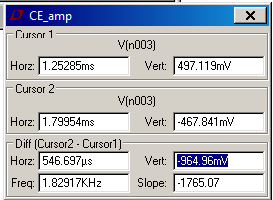 CE_amp
Cursor 1
V(n003)
Horz: 1.25285ms Vert: 497.119mV
Cursor 2
V(n003)
Horz: 1.79954ms Vert: -467.841mV
Diff (Cursor2 - Cursor1)
Horz: 546.697µs Vert: -964.96mV
Freq: 1.82917KHz Slope: -1765.07